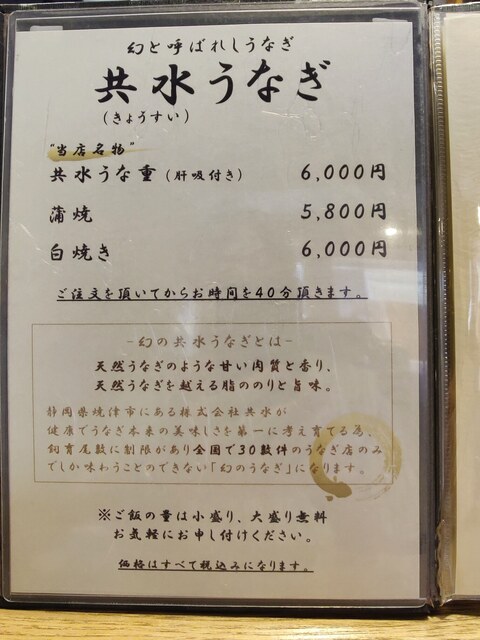 幻と呼ばれしうなぎ
共水うなぎ
(きょうすい)
"当店名物"
共水うな重(肝吸付き) 6,000円
蒲焼 5,800円
白焼き 6,000円
ご注文を頂いてからお時間を40分頂きます。
-幻の共水うなぎとは-
天然うなぎのような甘い肉質と香り、
天然うなぎを越える脂ののりと旨味。
静岡県焼津市にある株式会社共水が
健康でうなぎ本来の美味しさを第一に考え育てる為、
飼育尾数に制限があり全国で30数件のうなぎ店のみ
でしか味わうことのできない「幻のうなぎ」になります。
※ご飯の量は小盛り、大盛り無料
お気軽にお申し付けください。
価格はすべて税込みになります。